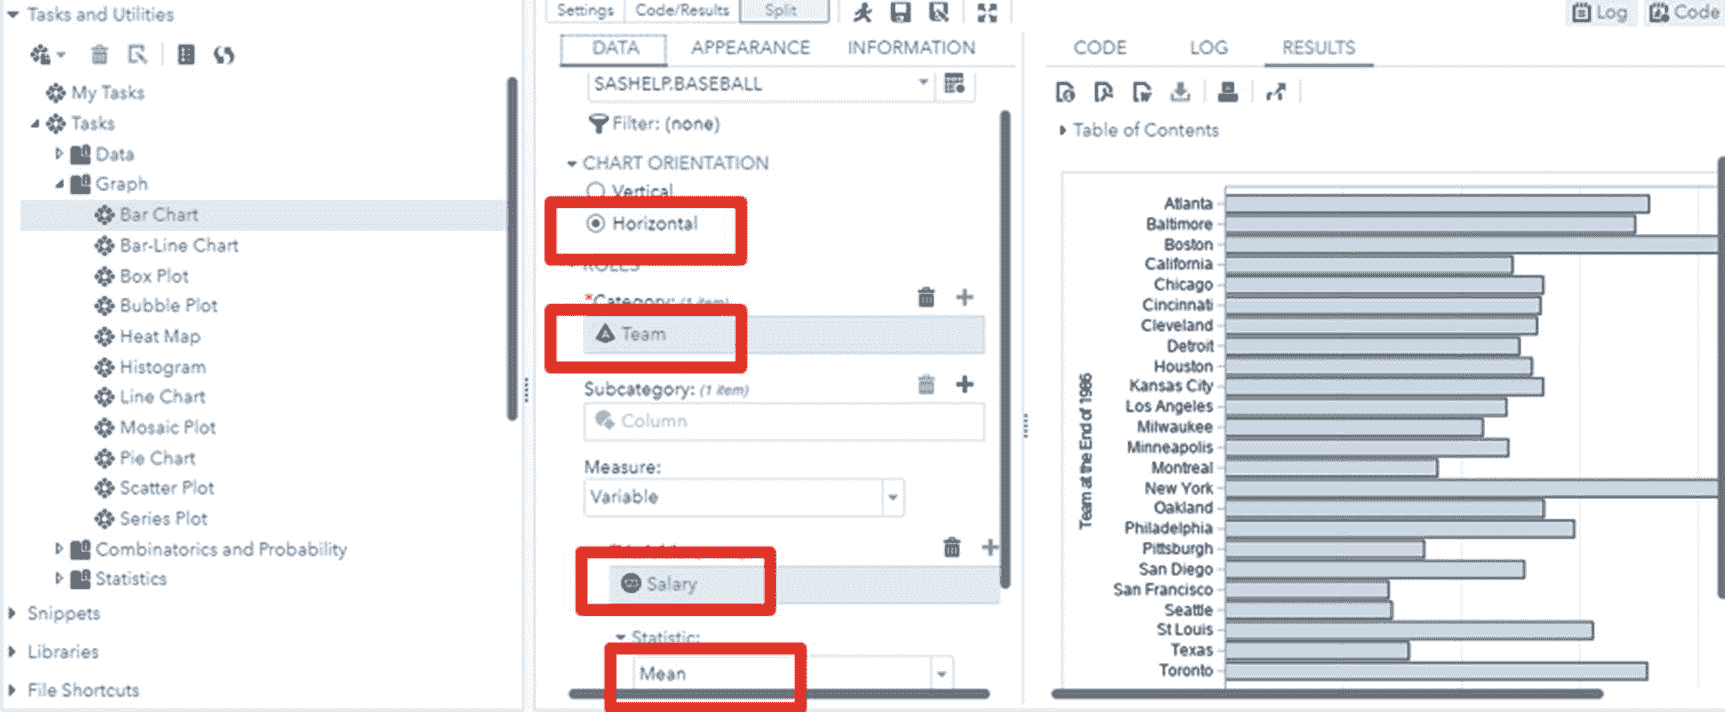 Tasks and Utilities
My Tasks
Tasks
Data
Graph
Bar Chart
Bar-Line Chart
Box Plot
Bubble Plot
Heat Map
Histogram
Line Chart
Mosaic Plot
Pie Chart
Scatter Plot
Series Plot
Combinatorics and Probability
Statistics
Snippets
Libraries
File Shortcuts
Settings Code/Results Split
DATA APPEARANCE INFORMATION
SASHELP.BASEBALL
Filter: (none)
CHART ORIENTATION
Vertical
Horizontal
ROLES
*Category: (1 item)
Team
Subcategory: (1 item)
Column
Measure:
Variable
Salary
Statistic:
Mean
Log Code
CODE LOG RESULTS
Table of Contents
Team at the End of 1986
Atlanta
Baltimore
Boston
California
Chicago
Cincinnati
Cleveland
Detroit
Houston
Kansas City
Los Angeles
Milwaukee
Minneapolis
Montreal
New York
Oakland
Philadelphia
Pittsburgh
San Diego
San Francisco
Seattle
St Louis
Texas
Toronto